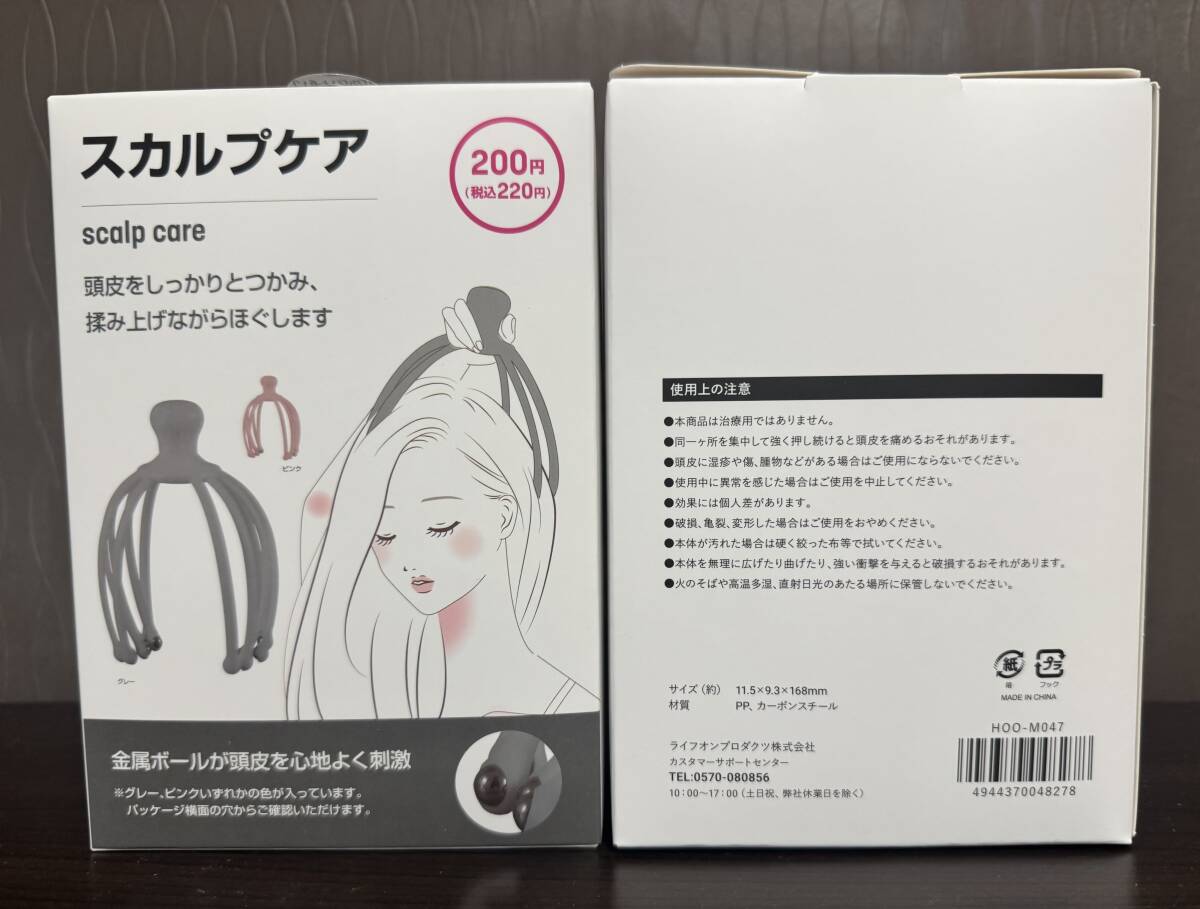 スカルプケア
200円
(税込220円)
scalp care
頭皮をしっかりとつかみ、
揉み上げながらほぐします
ピンク
グレー
金属ボールが頭皮を心地よく刺激
※グレー、ピンクいずれかの色が入っています。
パッケージ横面の穴からご確認いただけます。
使用上の注意
●本商品は治療用ではありません。
●同一ヶ所を集中して強く押し続けると頭皮を痛めるおそれがあります。
●頭皮に湿疹や傷、腫物などがある場合はご使用にならないでください。
●使用中に異常を感じた場合はご使用を中止してください。
●効果には個人差があります。
●破損、亀裂、変形した場合はご使用をおやめください。
●本体が汚れた場合は硬く絞った布等で拭いてください。
●本体を無理に広げたり曲げたり、強い衝撃を与えると破損するおそれがあります。
●火のそばや高温多湿、直射日光のあたる場所に保管しないでください。
紙 プラ
箱 フック
MADE IN CHINA
サイズ(約) 11.5×9.3×168mm
材質 PP、カーボンスチール
HOO-M047
ライフオンプロダクツ株式会社
カスタマーサポートセンター
TEL:0570-080856
10:00〜17:00(土日祝、弊社休業日を除く)
4944370048278